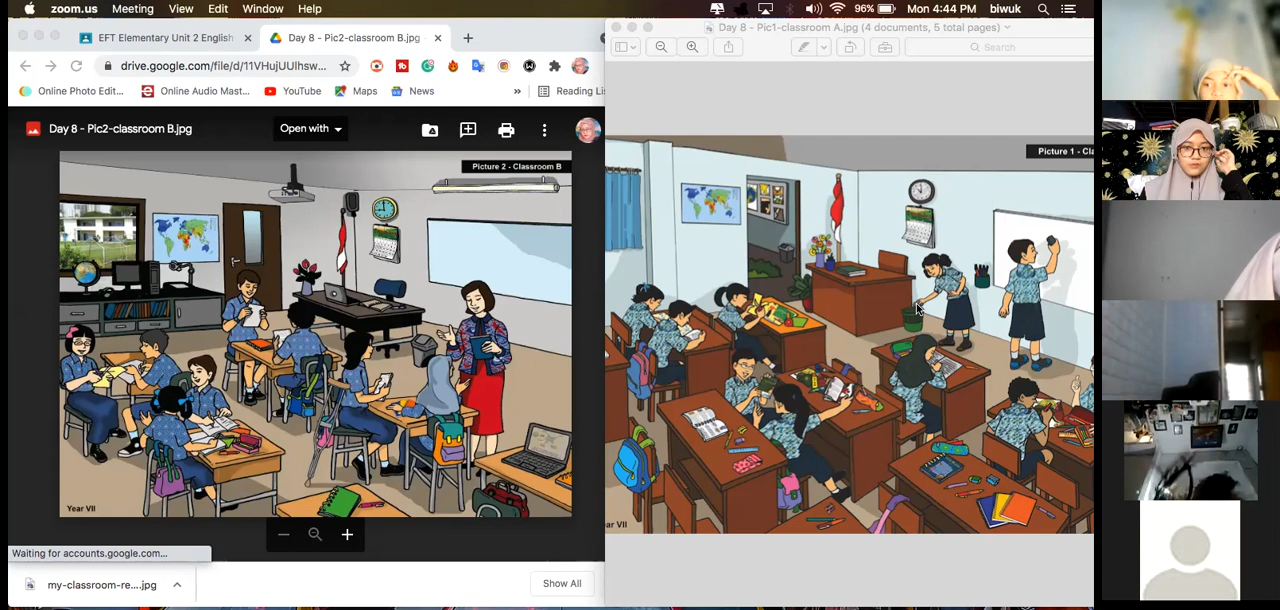 zoom.us Meeting View Edit Window Help
96% Mon 4:44 PM biwuk
EFT Elementary Unit 2 English
Day 8 - Pic2-classroom B.jpg -
drive.google.com/file/d/11VHujUUlhsw...
Online Photo Edit...
Online Audio Mast...
YouTube
Maps
News
»
Reading Lis
Day 8 - Pic2-classroom B.jpg
Open with
Picture 2 - Classroom B
Year VII
Waiting for accounts.google.com...
my-classroom-re....jpg
Show All
Day 8 - Pic1-classroom A.jpg (4 documents, 5 total pages)
Search
Picture 1 - Cla
ear VII